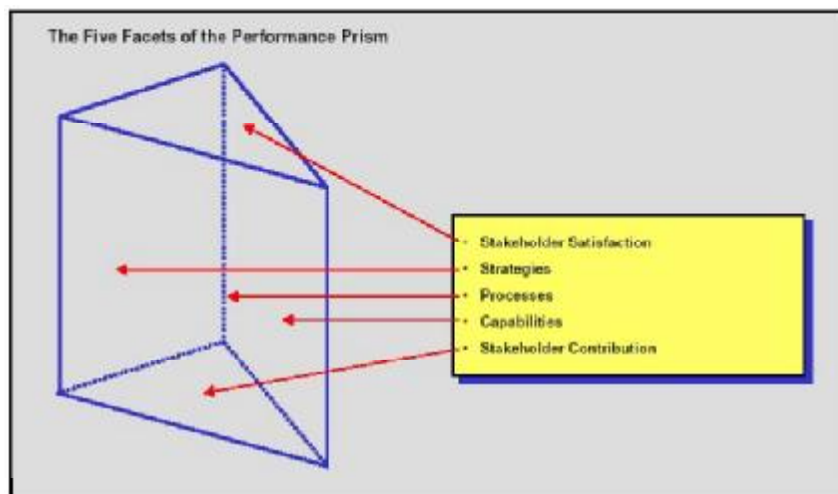 The Five Facets of the Performance Prism
• Stakeholder Satisfaction
• Strategies
• Processes
• Capabilities
• Stakeholder Contribution